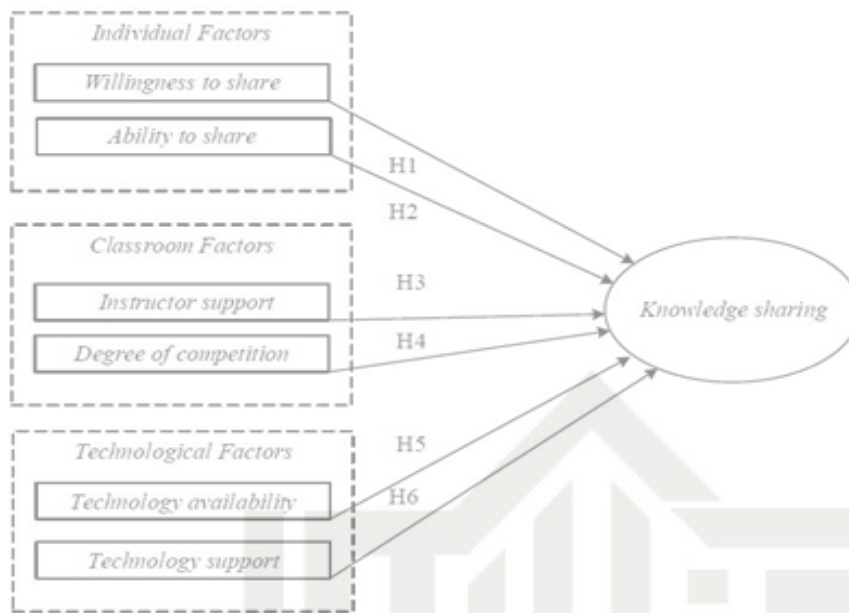 Individual Factors
Willingness to share
Ability to share
H1
H2
Classroom Factors
Instructor support
Degree of competition
H3
H4
Knowledge sharing
Technological Factors
Technology availability
Technology support
H5
H6